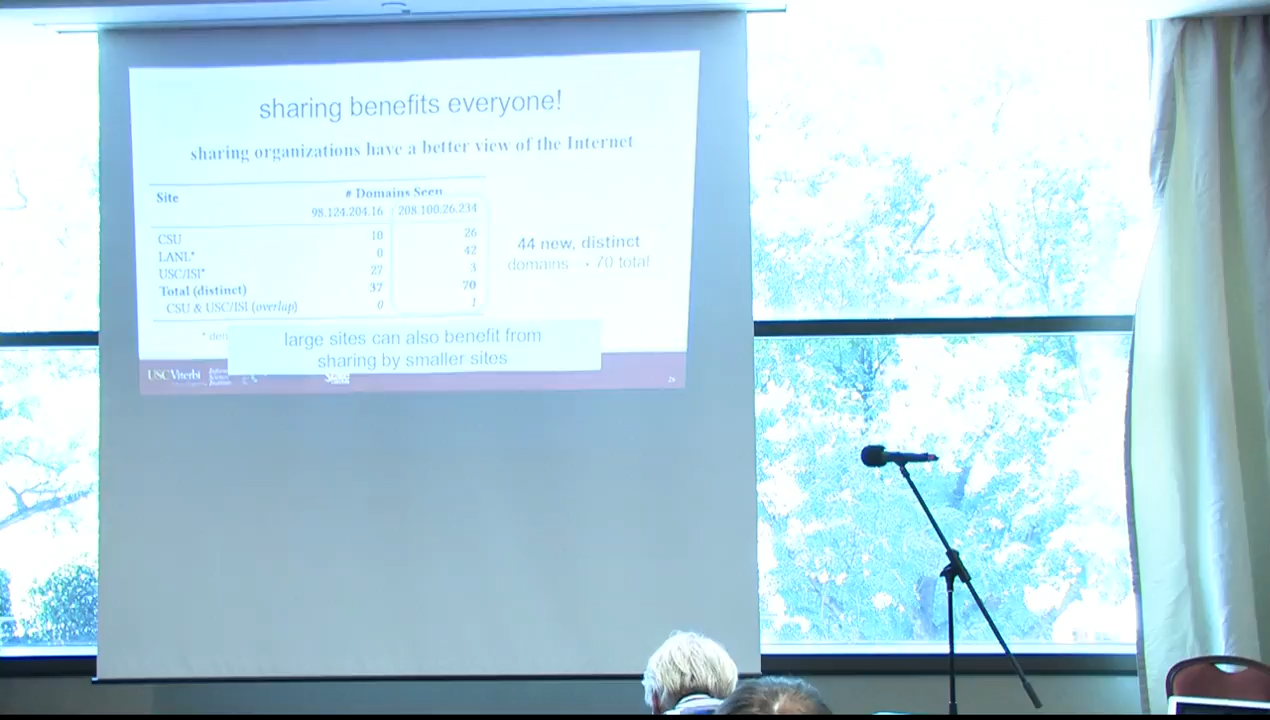 sharing benefits everyone!
sharing organizations have a better view of the Internet
Site # Domains Seen
98.124.204.16 208.100.26.234
CSU 10 26
LANL* 0 42
USC/ISI* 27 3
Total (distinct) 37 70
CSU & USC/ISI (overlap) 0 1
44 new, distinct
domains → 70 total
large sites can also benefit from
sharing by smaller sites
USC Viterbi